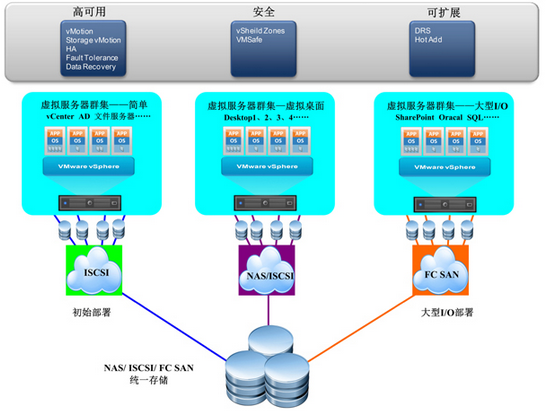 高可用
安全
可扩展
vMotion
Storage vMotion
HA
Fault Tolerance
Data Recovery
vSheild Zones
VMSafe
DRS
Hot Add
虚拟服务器群集——简单
vCenter AD 文件服务器……
APP APP APP APP
OS OS OS OS
VMware vSphere
虚拟服务器群集—虚拟桌面
Desktop1、2、3、4……
APP APP APP APP
OS OS OS OS
VMware vSphere
虚拟服务器群集—大型I/O
SharePoint Oracal SQL……
APP APP APP APP
OS OS OS OS
VMware vSphere
ISCSI
NAS/ISCSI
FC SAN
初始部署
大型I/O部署
NAS/ ISCSI/ FC SAN
统一存储